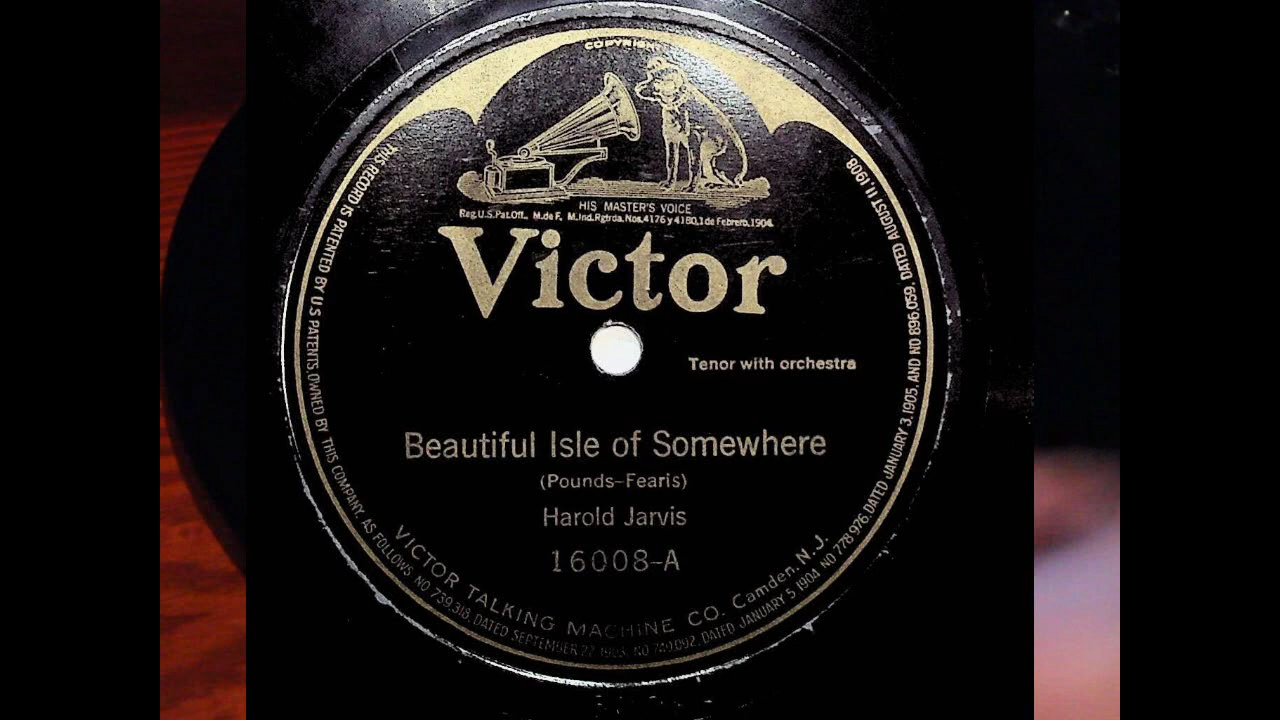 COPYRIGHT
HIS MASTER'S VOICE
Reg.U.S.Pat.Off. M.de F. M.Ind.Rgtrda.Nos.4176 y 4180,1 de Febrero,1904.
Victor
Tenor with orchestra
Beautiful Isle of Somewhere
(Pounds-Fearis)
Harold Jarvis
16008-A
VICTOR TALKING MACHINE CO. Camden. N.J.
THIS RECORD IS PATENTED BY U.S PATENTS, OWNED BY THIS COMPANY, AS FOLLOWS NO 739,318, DATED SEPTEMBER 22 1903, NO 749,092, DATED JANUARY 5 1904 NO 778,976, DATED JANUARY 3,1905, AND NO 896,059, DATED AUGUST 11, 1908